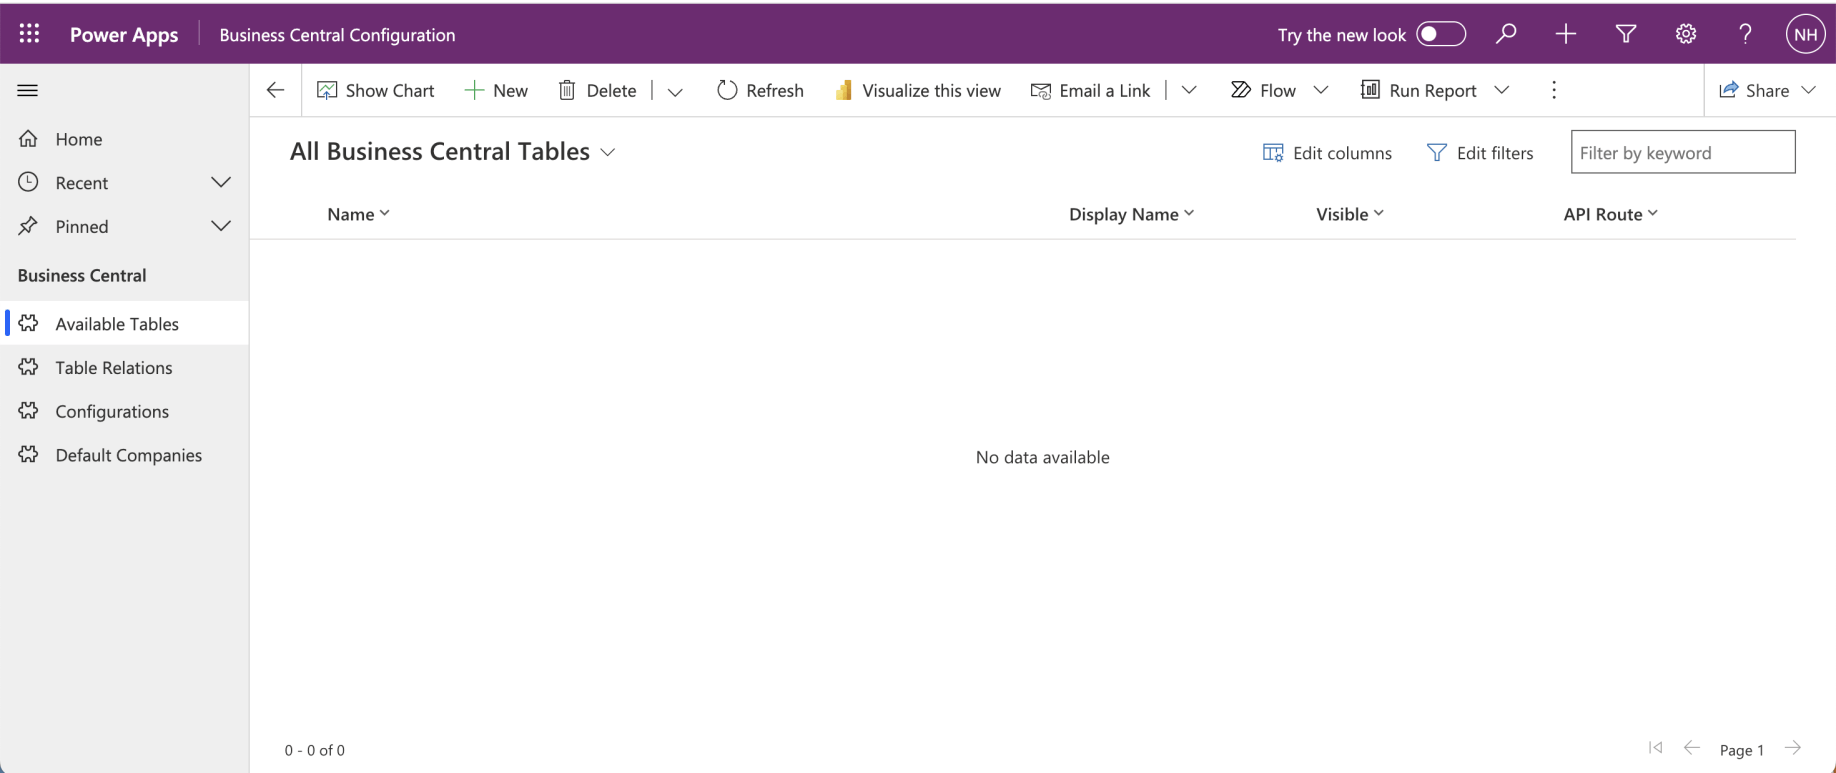 Power Apps
Business Central Configuration
Try the new look
NH
Show Chart
New
Delete
Refresh
Visualize this view
Email a Link
Flow
Run Report
Share
Home
Recent
Pinned
Business Central
Available Tables
Table Relations
Configurations
Default Companies
All Business Central Tables
Edit columns
Edit filters
Filter by keyword
Name
Display Name
Visible
API Route
No data available
0 - 0 of 0
Page 1